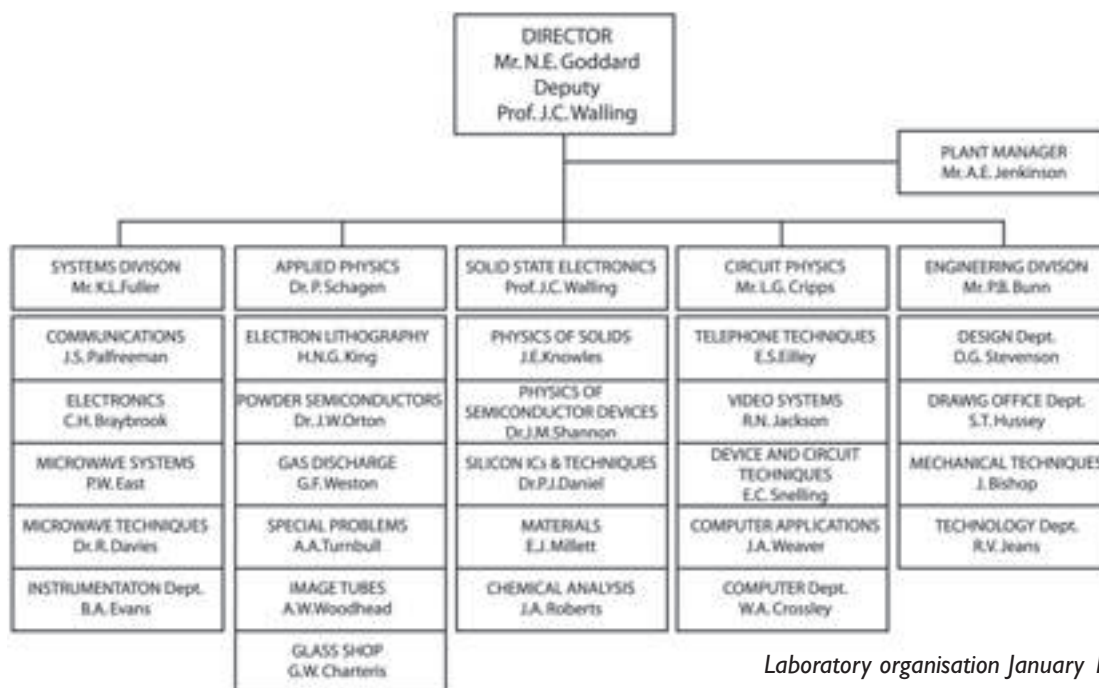 DIRECTOR
Mr. N.E. Goddard
Deputy
Prof. J.C. Walling
PLANT MANAGER
Mr. A.E. Jenkinson
SYSTEMS DIVISON
Mr. K.L.Fuller
COMMUNICATIONS
J.S. Palfreeman
ELECTRONICS
C.H. Braybrook
MICROWAVE SYSTEMS
P.W. East
MICROWAVE TECHNIQUES
Dr. R. Davies
INSTRUMENTATON Dept.
B.A. Evans
APPLIED PHYSICS
Dr. P. Schagen
ELECTRON LITHOGRAPHY
H.N.G. King
POWDER SEMICONDUCTORS
Dr. J.W. Orton
GAS DISCHARGE
G.F. Weston
SPECIAL PROBLEMS
A.A.Turnbull
IMAGE TUBES
A.W.Woodhead
GLASS SHOP
G.W. Charteris
SOLID STATE ELECTRONICS
Prof. J.C. Walling
PHYSICS OF SOLIDS
J.E.Knowles
PHYSICS OF
SEMICONDUCTOR DEVICES
Dr.J.M.Shannon
SILICON ICs & TECHNIQUES
Dr.P.J.Daniel
MATERIALS
E.J. Millett
CHEMICAL ANALYSIS
J.A. Roberts
CIRCUIT PHYSICS
Mr. L.G. Cripps
TELEPHONE TECHNIQUES
E.S.Eilley
VIDEO SYSTEMS
R.N. Jackson
DEVICE AND CIRCUIT
TECHNIQUES
E.C. Snelling
COMPUTER APPLICATIONS
J.A. Weaver
COMPUTER Dept.
W.A. Crossley
ENGINEERING DIVISON
Mr. P.B. Bunn
DESIGN Dept.
D.G. Stevenson
DRAWIG OFFICE Dept.
S.T. Hussey
MECHANICAL TECHNIQUES
J. Bishop
TECHNOLOGY Dept.
R.V. Jeans
Laboratory organisation January